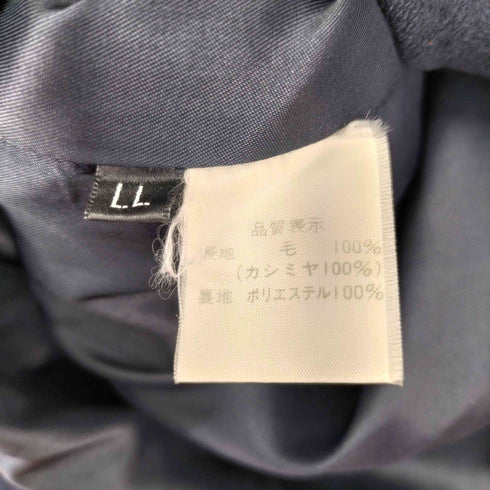 LL
品質表示
表地 毛 100%
(カシミヤ100%)
裏地 ポリエステル100%